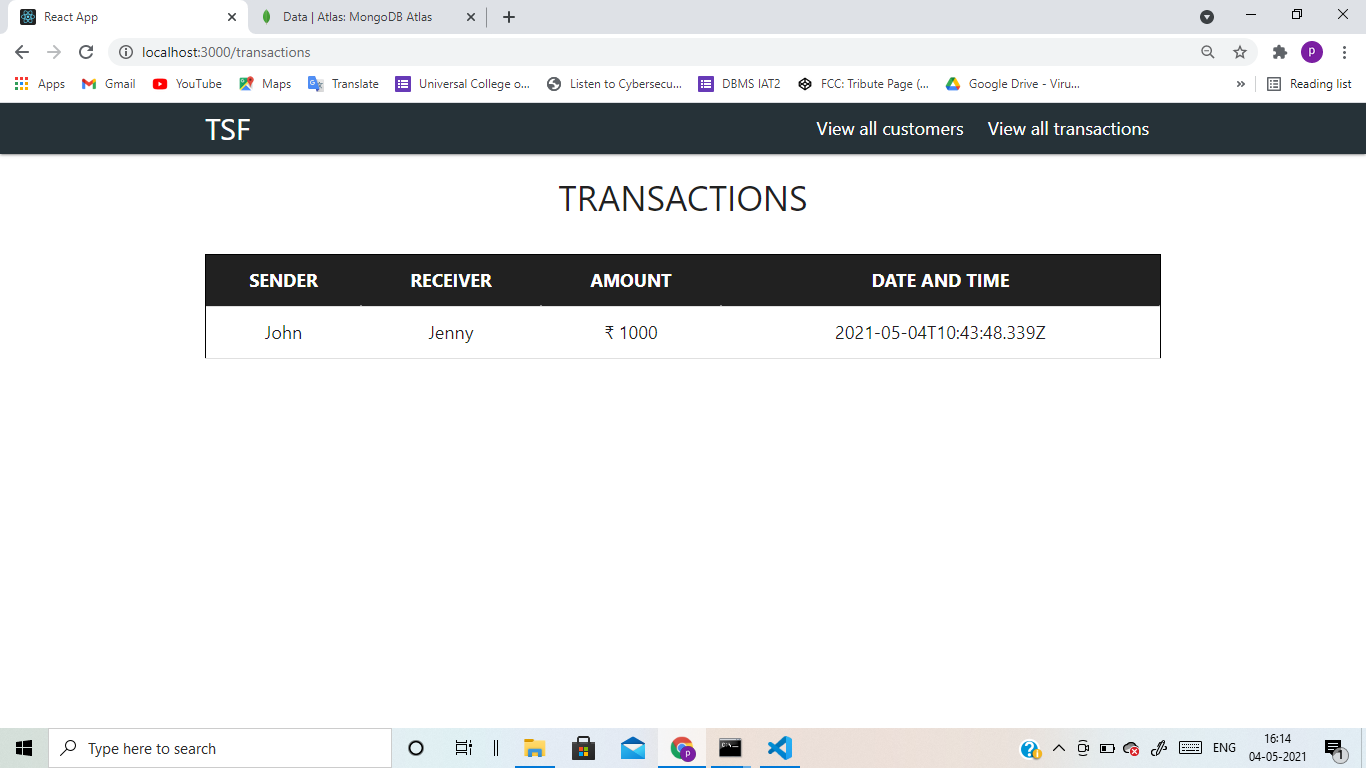 React App
Data | Atlas: MongoDB Atlas
localhost:3000/transactions
P
Apps Gmail YouTube Maps Translate Universal College o... Listen to Cybersecu... DBMS IAT2 FCC: Tribute Page (... Google Drive - Viru... » Reading list
TSF View all customers View all transactions
TRANSACTIONS
SENDER RECEIVER AMOUNT DATE AND TIME
John Jenny ₹ 1000 2021-05-04T10:43:48.339Z
Type here to search
ENG
16:14
04-05-2021
1